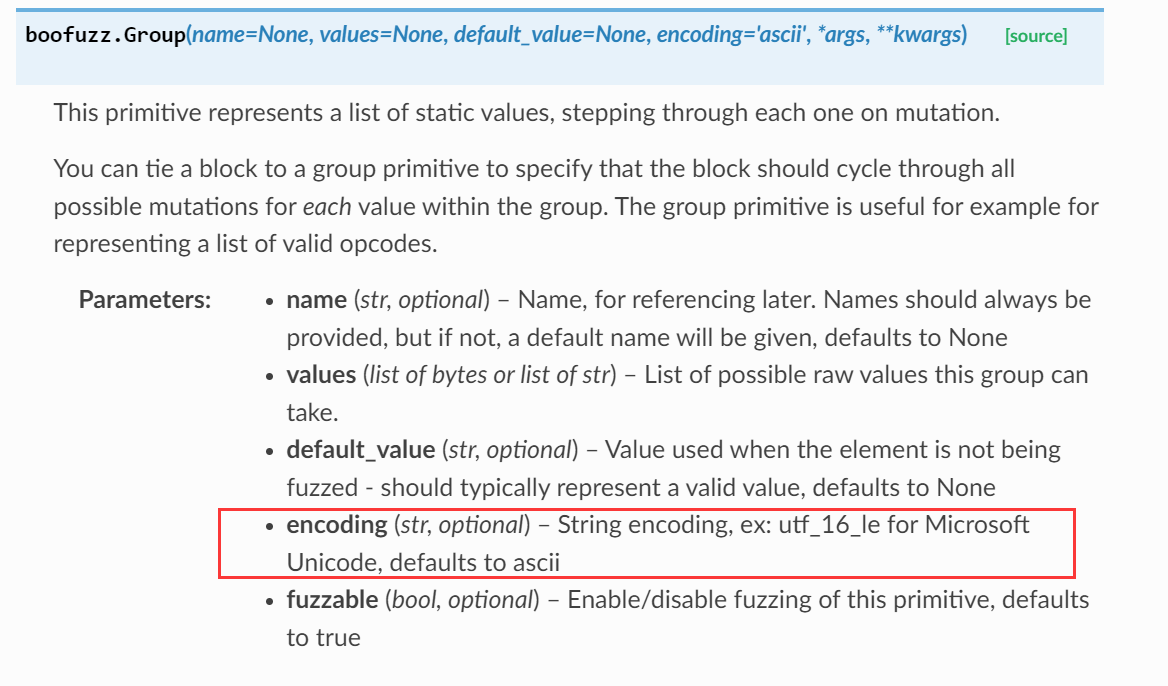 boofuzz.Group(name=None, values=None, default_value=None, encoding='ascii', *args, **kwargs) [source]
This primitive represents a list of static values, stepping through each one on mutation.
You can tie a block to a group primitive to specify that the block should cycle through all
possible mutations for each value within the group. The group primitive is useful for example for
representing a list of valid opcodes.
Parameters:
• name (str, optional) – Name, for referencing later. Names should always be
provided, but if not, a default name will be given, defaults to None
• values (list of bytes or list of str) – List of possible raw values this group can
take.
• default_value (str, optional) – Value used when the element is not being
fuzzed - should typically represent a valid value, defaults to None
• encoding (str, optional) – String encoding, ex: utf_16_le for Microsoft
Unicode, defaults to ascii
• fuzzable (bool, optional) – Enable/disable fuzzing of this primitive, defaults
to true